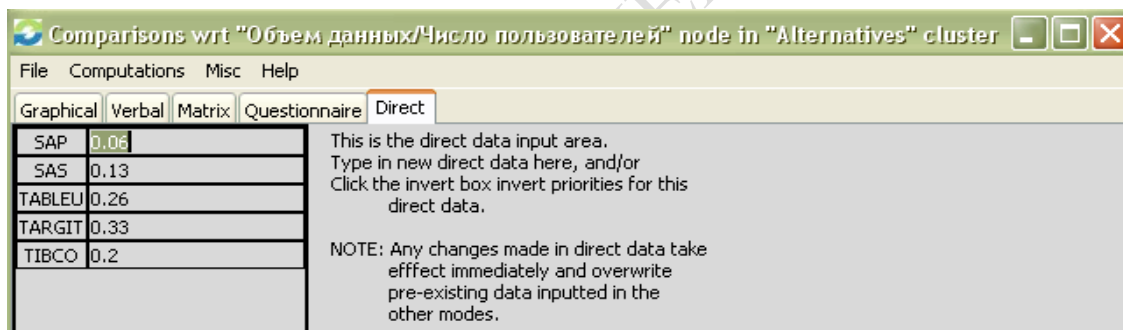 Comparisons wrt "Объем данных/Число пользователей" node in "Alternatives" cluster
File Computations Misc Help
Graphical Verbal Matrix Questionnaire Direct
SAP 0.06
SAS 0.13
TABLEU 0.26
TARGIT 0.33
TIBCO 0.2
This is the direct data input area.
Type in new direct data here, and/or
Click the invert box invert priorities for this
direct data.
NOTE: Any changes made in direct data take
efffect immediately and overwrite
pre-existing data inputted in the
other modes.